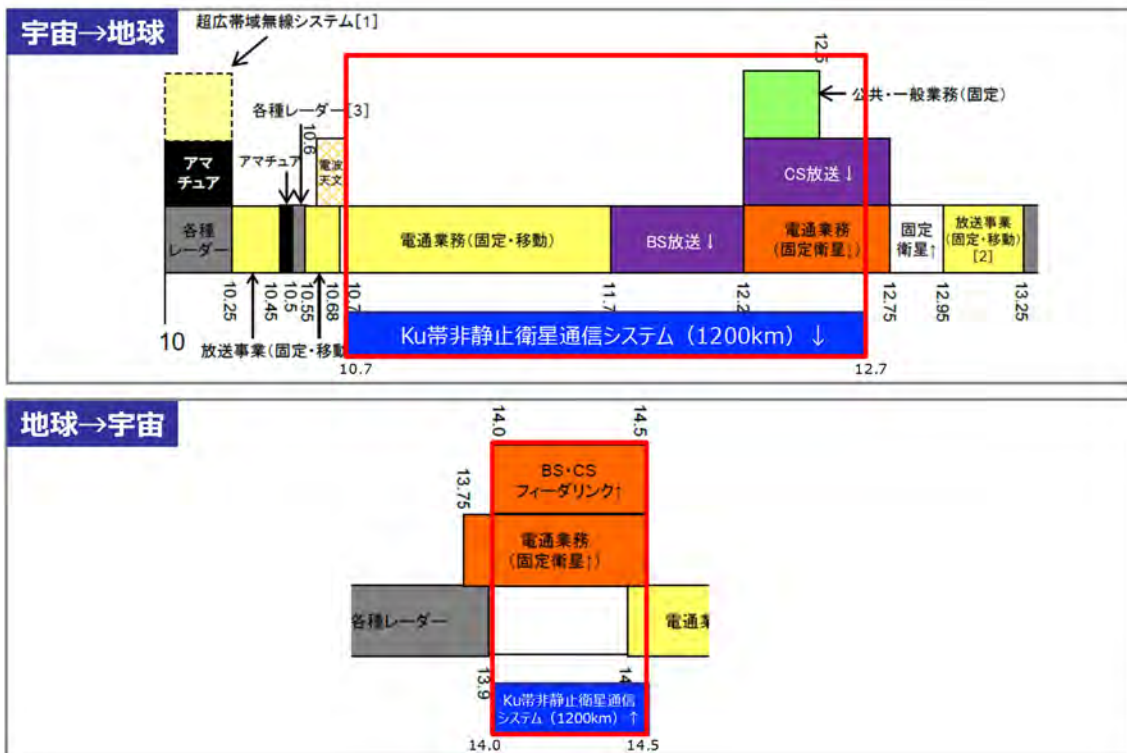 宇宙→地球
超広帯域無線システム[1]
12.5
各種レーダー[3]
公共・一般業務(固定)
10.6
アマ
チュア
アマチュア
電波
天文
CS放送↓
各種
レーダー
電通業務(固定・移動)
BS放送↓
電通業務
(固定衛星↓)
固定
衛星↑
放送事業
(固定・移動)
[2]
10.25
10.45
10.5
10.55
10.68
10.7
11.7
12.2
12.75
12.95
13.25
10
放送事業(固定・移動
Ku帯非静止衛星通信システム(1200km)↓
10.7
12.7
地球→宇宙
14.0
14.5
BS・CS
フィーダリンク↑
13.75
電通業務
(固定衛星↑)
各種レーダー
電通
13.9
14.
Ku帯非静止衛星通信
システム(1200km)↑
14.0
14.5